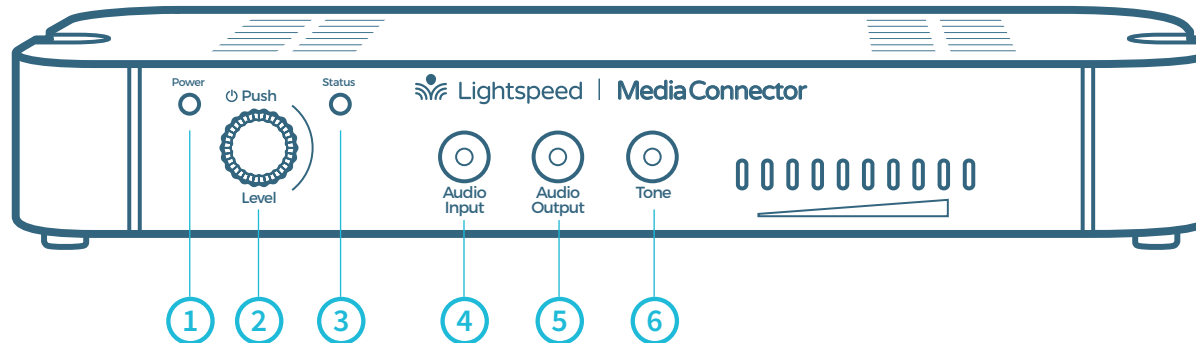 Power
Push
Status
Level
Lightspeed | MediaConnector
Audio
Input
Audio
Output
Tone
1 2 3 4 5 6